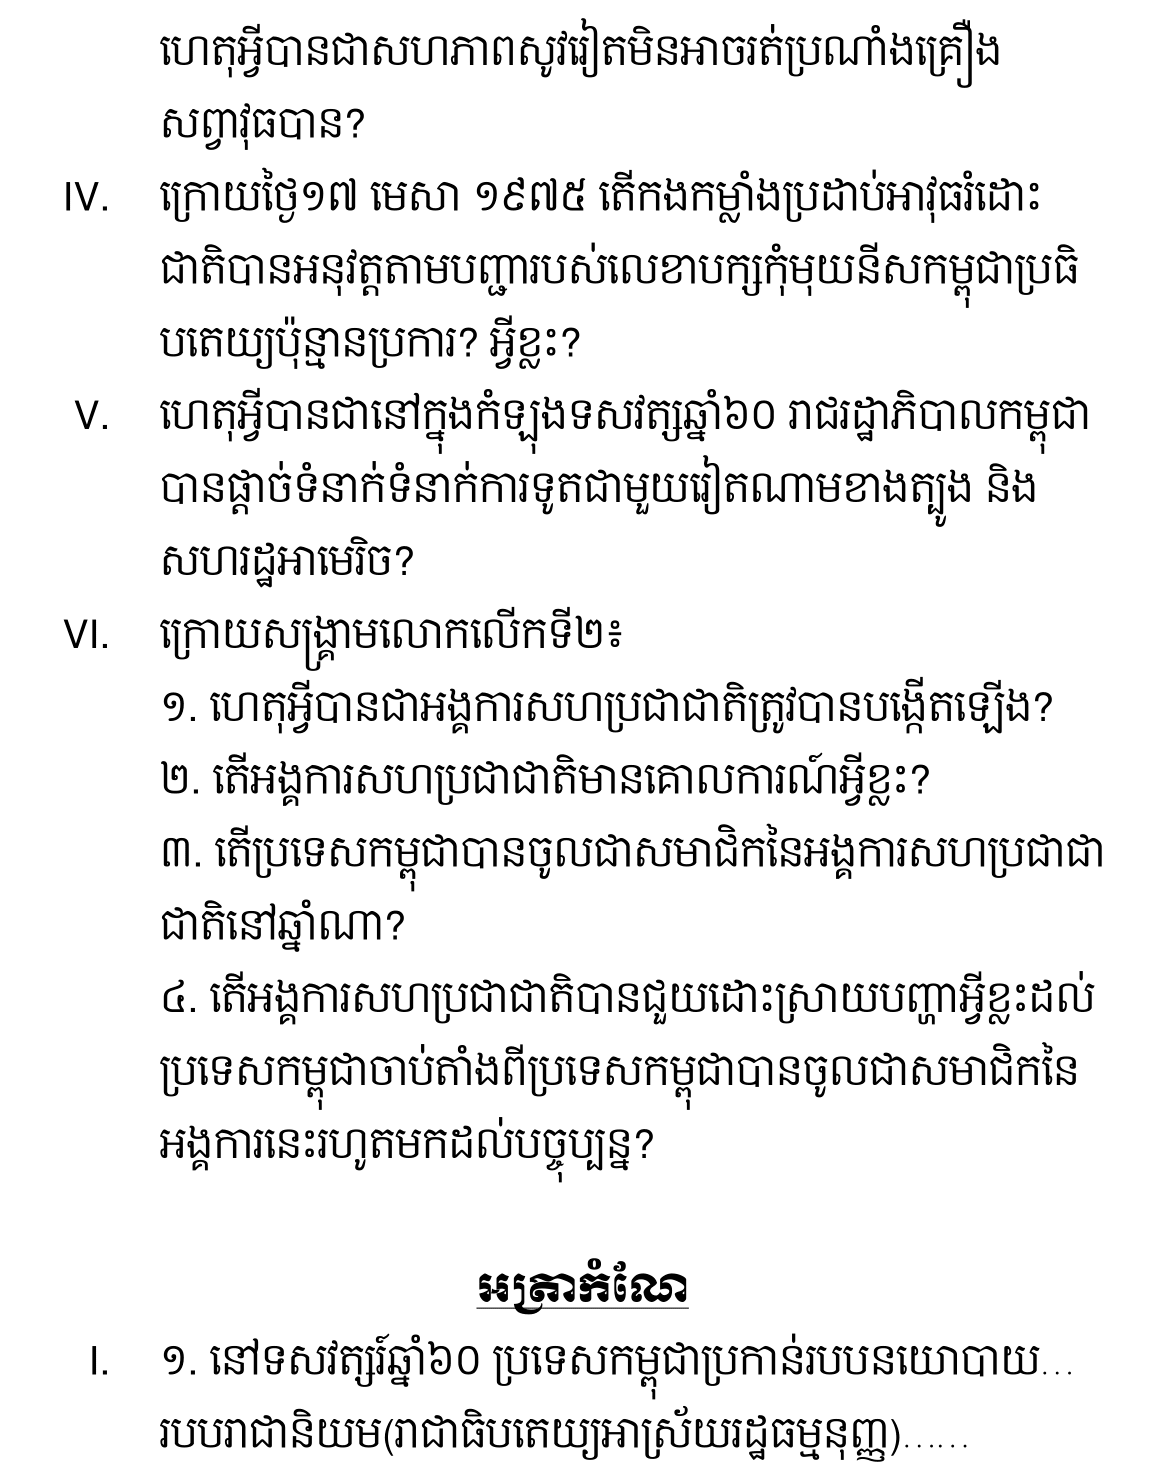 ហេតុអ្វីបានជាសហភាពសូវៀតមិនអាចរត់ប្រណាំងគ្រឿង
សព្វាវុធបាន?
IV. ក្រោយថ្ងៃ១៧ មេសា ១៩៧៥ តើកងកម្លាំងប្រដាប់អាវុធរំដោះ
ជាតិបានអនុវត្តតាមបញ្ជារបស់លេខាបក្សកុំមុយនីសកម្ពុជាប្រធិ
បតេយ្យប៉ុន្មានប្រការ? អ្វីខ្លះ?
V. ហេតុអ្វីបានជានៅក្នុងកំឡុងទសវត្សឆ្នាំ៦០ រាជរដ្ឋាភិបាលកម្ពុជា
បានផ្តាច់ទំនាក់ទំនាក់ការទូតជាមួយវៀតណាមខាងត្បូង និង
សហរដ្ឋអាមេរិច?
VI. ក្រោយសង្គ្រាមលោកលើកទី២៖
១. ហេតុអ្វីបានជាអង្គការសហប្រជាជាតិត្រូវបានបង្កើតឡើង?
២. តើអង្គការសហប្រជាជាតិមានគោលការណ៍អ្វីខ្លះ?
៣. តើប្រទេសកម្ពុជាបានចូលជាសមាជិកនៃអង្គការសហប្រជាជា
ជាតិនៅឆ្នាំណា?
៤. តើអង្គការសហប្រជាជាតិបានជួយដោះស្រាយបញ្ហាអ្វីខ្លះដល់
ប្រទេសកម្ពុជាចាប់តាំងពីប្រទេសកម្ពុជាបានចូលជាសមាជិកនៃ
អង្គការនេះរហូតមកដល់បច្ចុប្បន្ន?
អត្រាកំណែ
I. ១. នៅទសវត្សរ៍ឆ្នាំ៦០ ប្រទេសកម្ពុជាប្រកាន់របបនយោបាយ...
របបរាជានិយម(រាជាធិបតេយ្យអាស្រ័យរដ្ឋធម្មនុញ្ញ)......